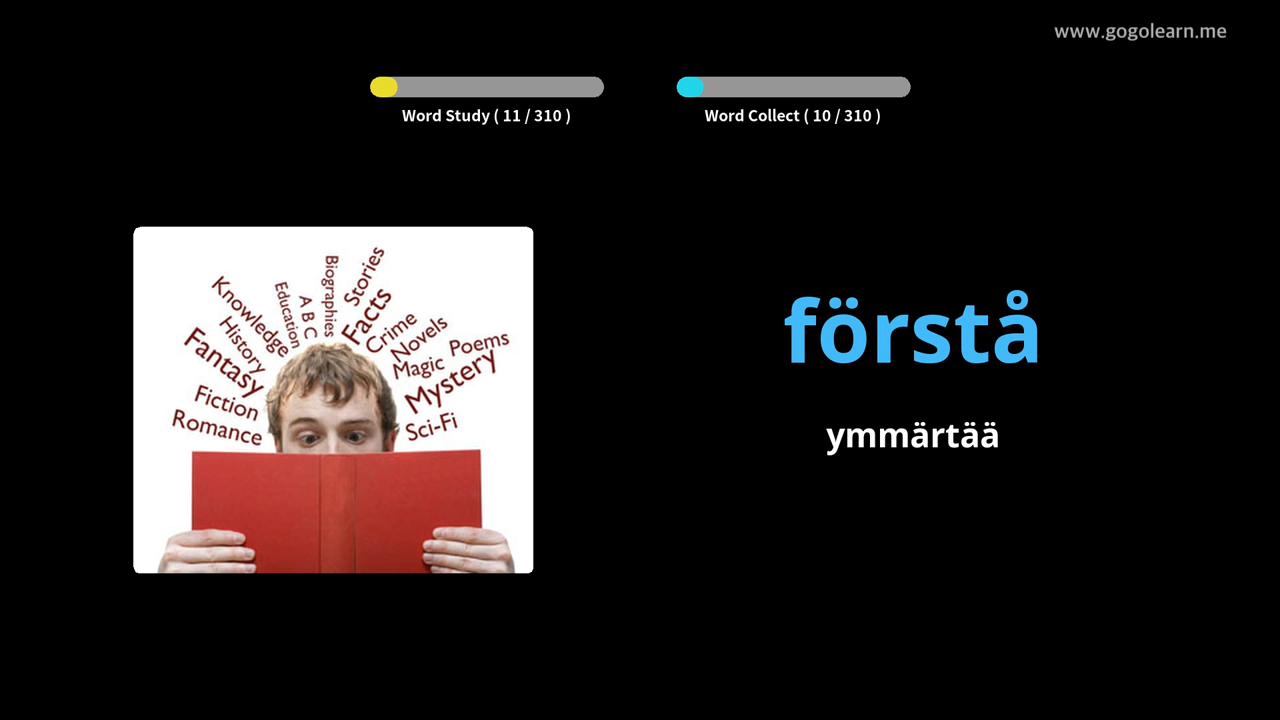 www.gogolearn.me
Word Study ( 11 / 310 )
Word Collect ( 10 / 310 )
Knowledge
History
Fantasy
Fiction
Romance
Education
A B C
Biographies
Stories
Facts
Crime
Novels
Magic
Poems
Mystery
Sci-Fi
förstå
ymmärtää